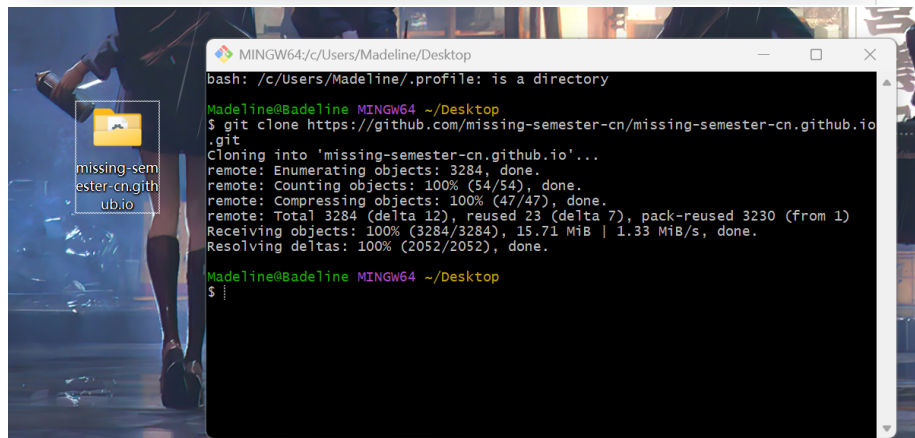 MINGW64:/c/Users/Madeline/Desktop
bash: /c/Users/Madeline/.profile: is a directory
Madeline@Badeline MINGW64 ~/Desktop
$ git clone https://github.com/missing-semester-cn/missing-semester-cn.github.io
.git
Cloning into 'missing-semester-cn.github.io'...
remote: Enumerating objects: 3284, done.
remote: Counting objects: 100% (54/54), done.
remote: Compressing objects: 100% (47/47), done.
remote: Total 3284 (delta 12), reused 23 (delta 7), pack-reused 3230 (from 1)
Receiving objects: 100% (3284/3284), 15.71 MiB | 1.33 MiB/s, done.
Resolving deltas: 100% (2052/2052), done.
Madeline@Badeline MINGW64 ~/Desktop
$
missing-sem
ester-cn.gith
ub.io